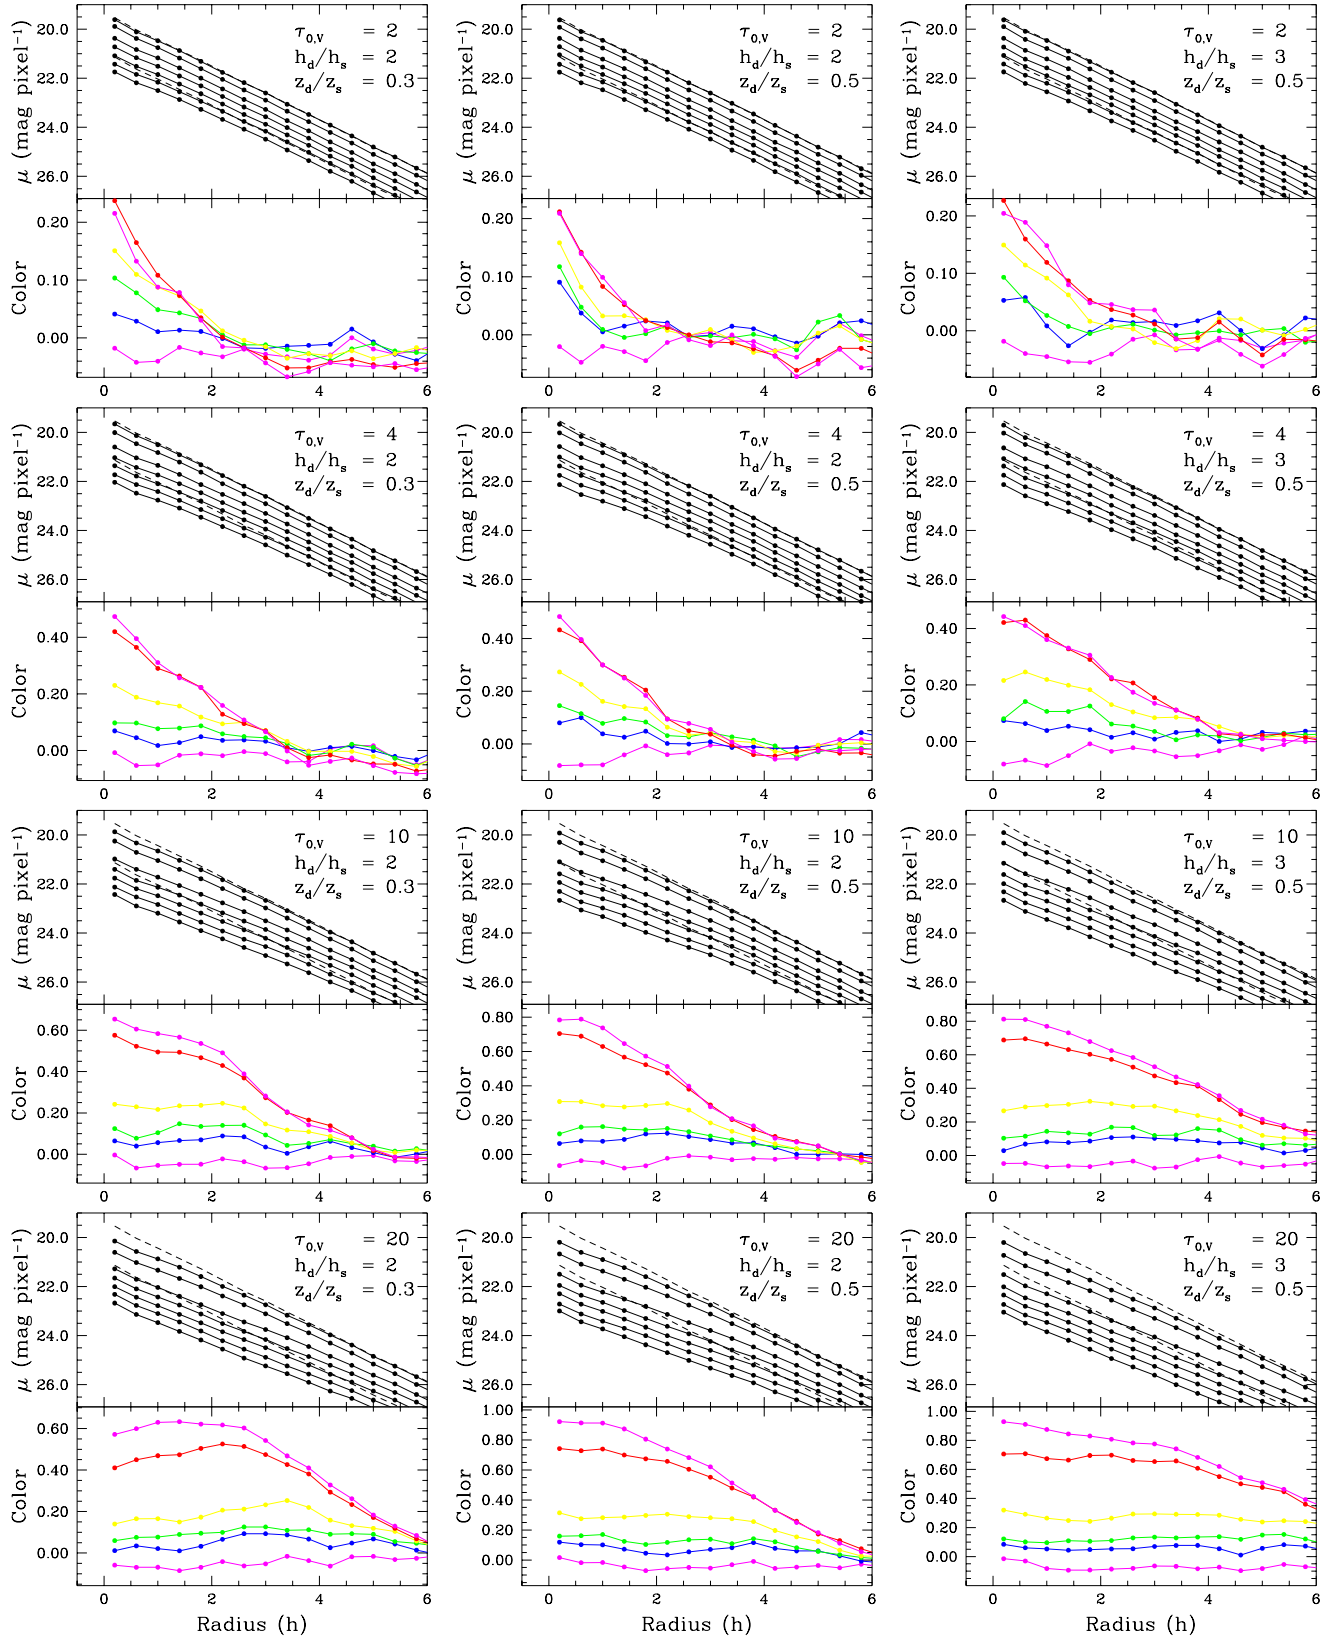 20.0
22.0
24.0
26.0
μ (mag pixel⁻¹)
τ0,V = 2
hd/hs = 2
zd/zs = 0.3
0.20
0.10
0.00
Color
0 2 4 6
20.0
22.0
24.0
26.0
μ (mag pixel⁻¹)
τ0,V = 2
hd/hs = 2
zd/zs = 0.5
0.20
0.10
0.00
Color
0 2 4 6
20.0
22.0
24.0
26.0
μ (mag pixel⁻¹)
τ0,V = 2
hd/hs = 3
zd/zs = 0.5
0.20
0.10
0.00
Color
0 2 4 6
20.0
22.0
24.0
26.0
μ (mag pixel⁻¹)
τ0,V = 4
hd/hs = 2
zd/zs = 0.3
0.40
0.20
0.00
Color
0 2 4 6
20.0
22.0
24.0
26.0
μ (mag pixel⁻¹)
τ0,V = 4
hd/hs = 2
zd/zs = 0.5
0.40
0.20
0.00
Color
0 2 4 6
20.0
22.0
24.0
26.0
μ (mag pixel⁻¹)
τ0,V = 4
hd/hs = 3
zd/zs = 0.5
0.40
0.20
0.00
Color
0 2 4 6
20.0
22.0
24.0
26.0
μ (mag pixel⁻¹)
τ0,V = 10
hd/hs = 2
zd/zs = 0.3
0.60
0.40
0.20
0.00
Color
0 2 4 6
20.0
22.0
24.0
26.0
μ (mag pixel⁻¹)
τ0,V = 10
hd/hs = 2
zd/zs = 0.5
0.80
0.60
0.40
0.20
0.00
Color
0 2 4 6
20.0
22.0
24.0
26.0
μ (mag pixel⁻¹)
τ0,V = 10
hd/hs = 3
zd/zs = 0.5
0.80
0.60
0.40
0.20
0.00
Color
0 2 4 6
20.0
22.0
24.0
26.0
μ (mag pixel⁻¹)
τ0,V = 20
hd/hs = 2
zd/zs = 0.3
0.60
0.40
0.20
0.00
Color
0 2 4 6
Radius (h)
20.0
22.0
24.0
26.0
μ (mag pixel⁻¹)
τ0,V = 20
hd/hs = 2
zd/zs = 0.5
1.00
0.80
0.60
0.40
0.20
0.00
Color
0 2 4 6
Radius (h)
20.0
22.0
24.0
26.0
μ (mag pixel⁻¹)
τ0,V = 20
hd/hs = 3
zd/zs = 0.5
1.00
0.80
0.60
0.40
0.20
0.00
Color
0 2 4 6
Radius (h)